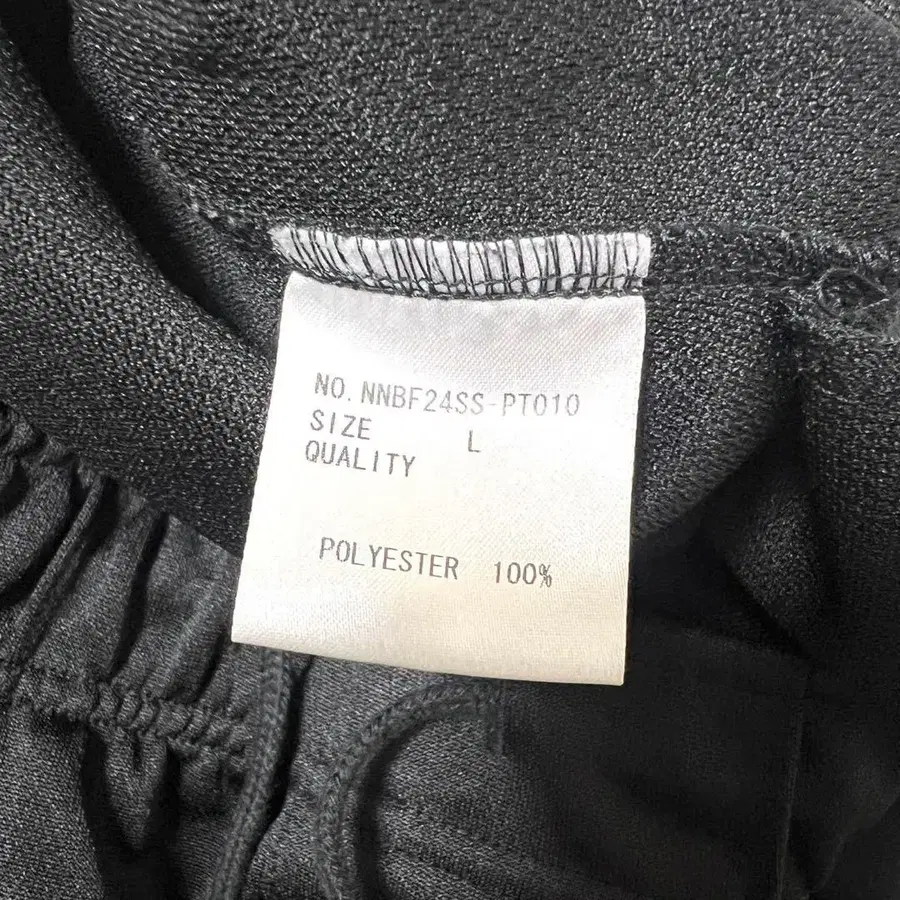 NO. NNBF24SS-PT010
SIZE L
QUALITY
POLYESTER 100%